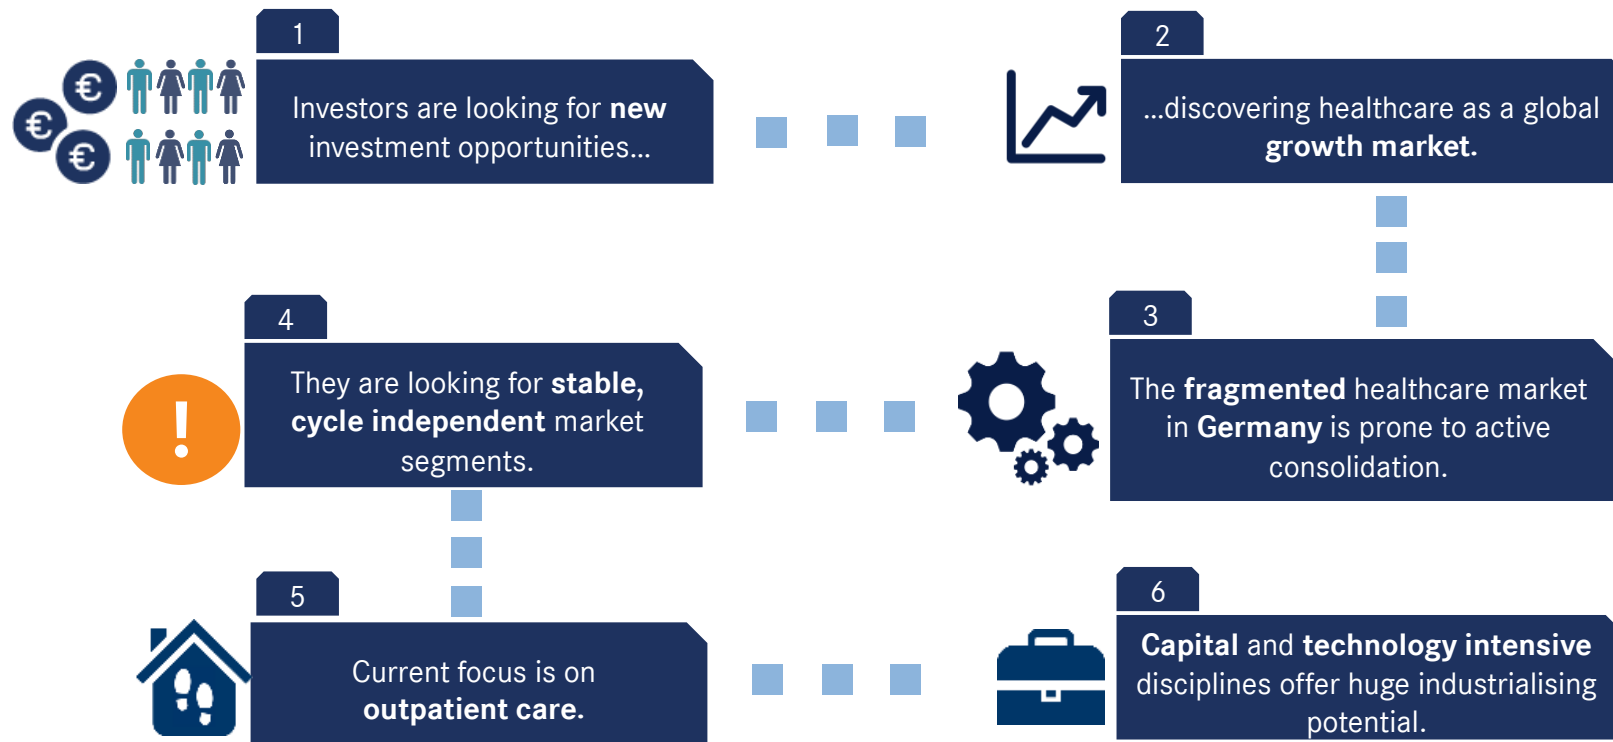 1
€
€
€
Investors are looking for new
investment opportunities...
2
...discovering healthcare as a global
growth market.
3
The fragmented healthcare market
in Germany is prone to active
consolidation.
4
!
They are looking for stable,
cycle independent market
segments.
5
Current focus is on
outpatient care.
6
Capital and technology intensive
disciplines offer huge industrialising
potential.